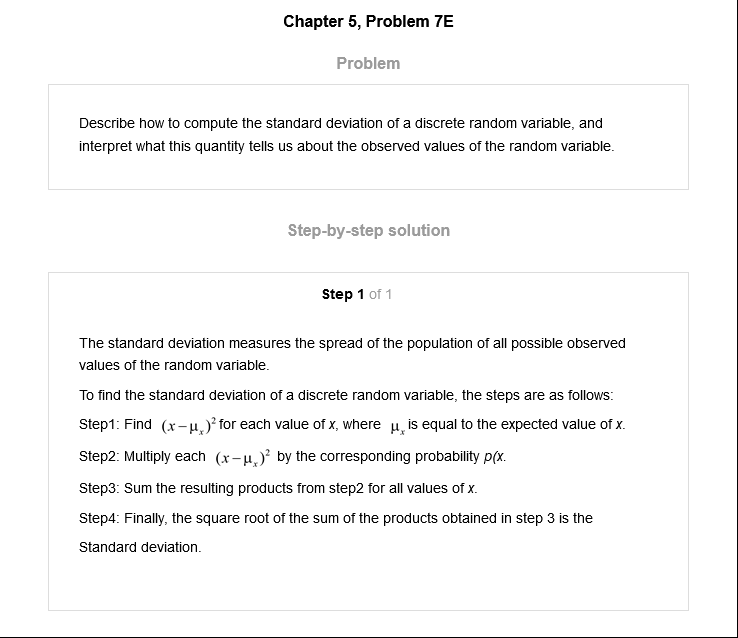 Chapter 5, Problem 7E
Problem
Describe how to compute the standard deviation of a discrete random variable, and
interpret what this quantity tells us about the observed values of the random variable.
Step-by-step solution
Step 1 of 1
The standard deviation measures the spread of the population of all possible observed
values of the random variable.
To find the standard deviation of a discrete random variable, the steps are as follows:
Step1: Find (x−μₓ)² for each value of x, where μₓ is equal to the expected value of x.
Step2: Multiply each (x−μₓ)² by the corresponding probability p(x.
Step3: Sum the resulting products from step2 for all values of x.
Step4: Finally, the square root of the sum of the products obtained in step 3 is the
Standard deviation.